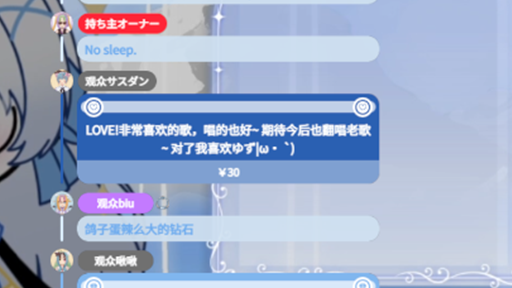 持ち主オーナー
No sleep.
观众サスダン
LOVE!非常喜欢的歌，唱的也好~ 期待今后也翻唱老歌
~ 对了我喜欢ゆず|ω・`)
¥30
观众biu
鸽子蛋辣么大的钻石
观众啾啾